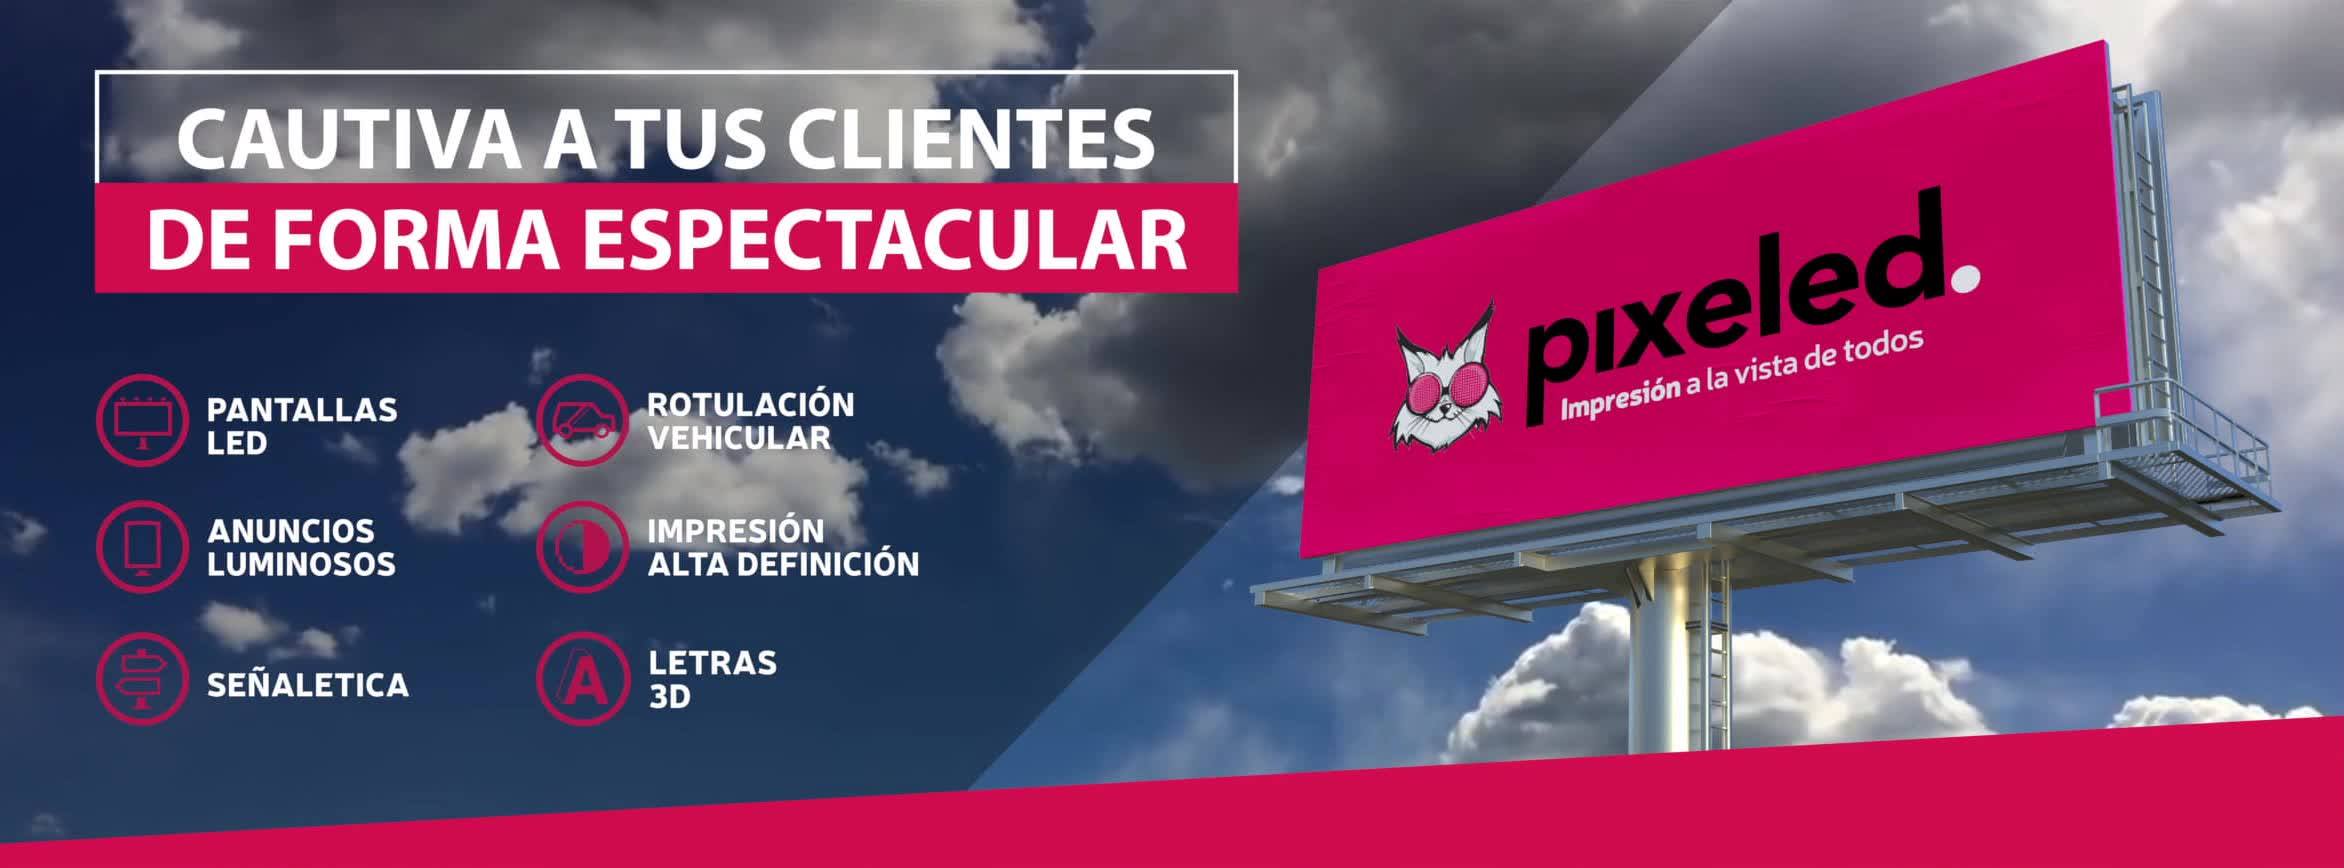 CAUTIVA A TUS CLIENTES
DE FORMA ESPECTACULAR
PANTALLAS
LED
ROTULACIÓN
VEHICULAR
ANUNCIOS
LUMINOSOS
IMPRESIÓN
ALTA DEFINICIÓN
SEÑALETICA
LETRAS
3D
pixeled.
Impresión a la vista de todos